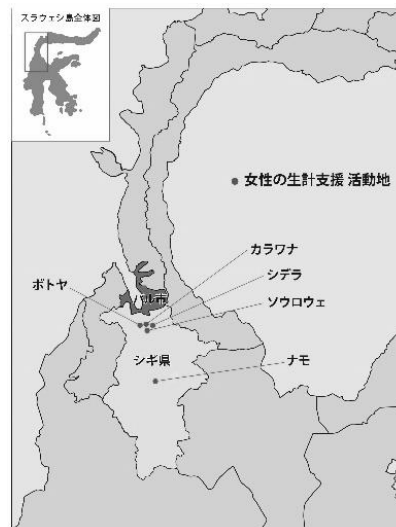 スラウェシ島全体図
女性の生計支援 活動地
カラワナ
シデラ
ボトヤ
ソウロウェ
パル市
シギ県
ナモ